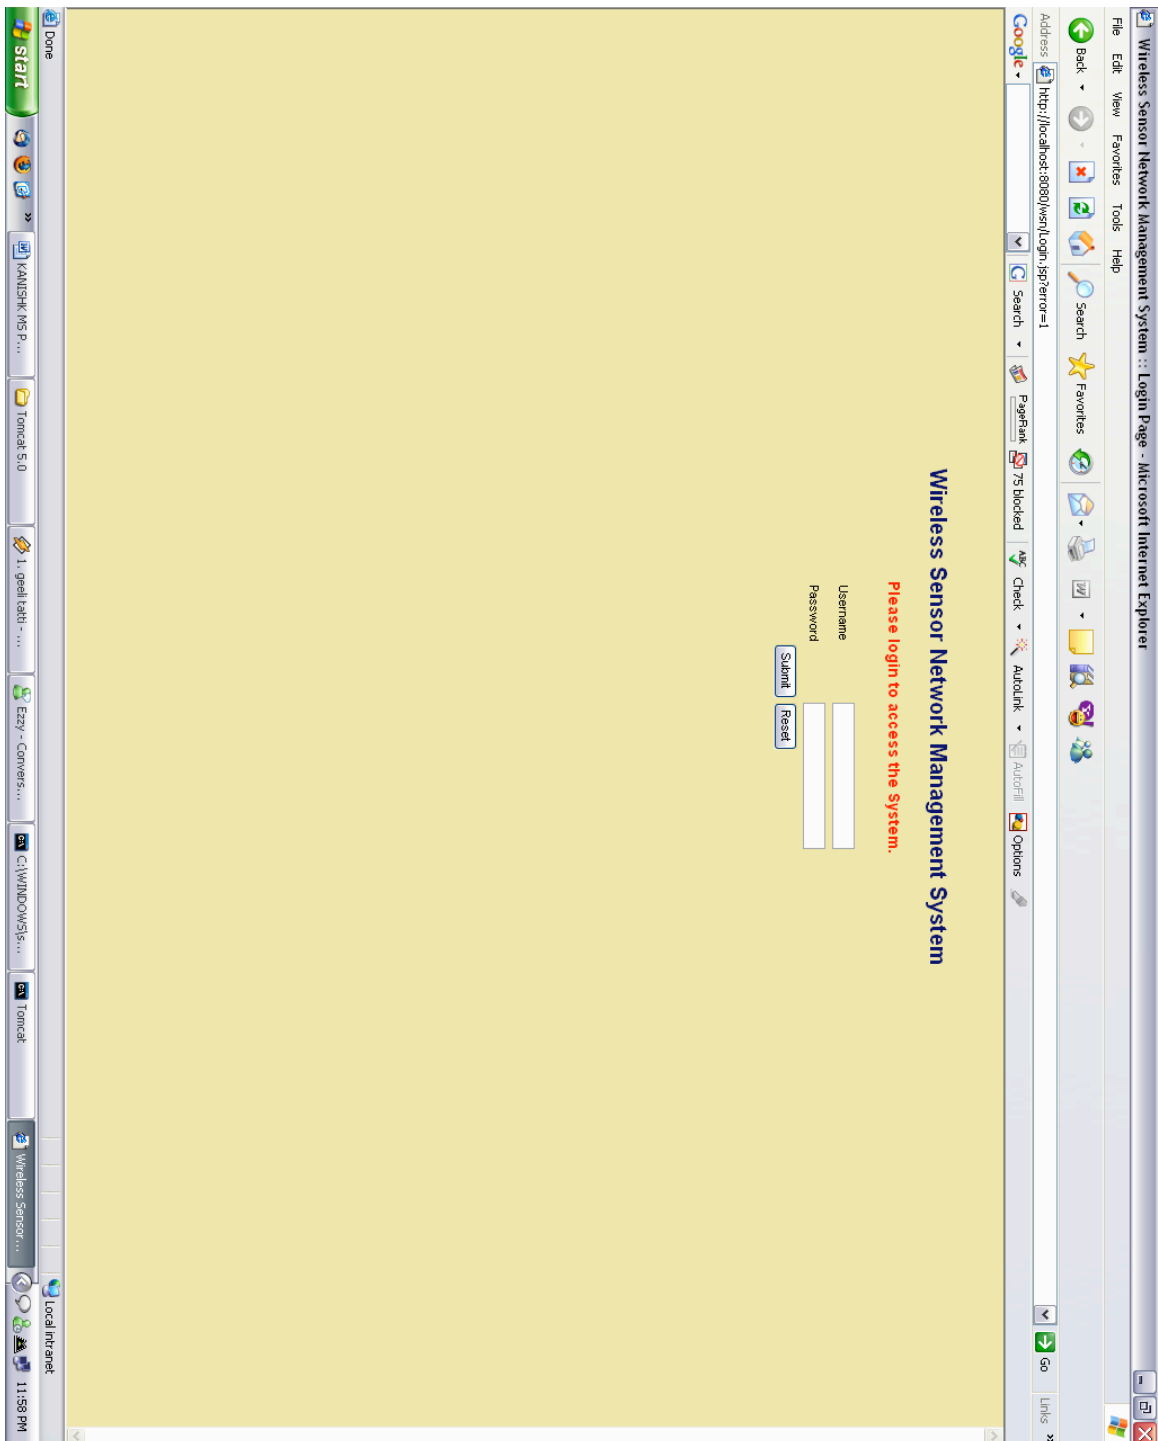 Wireless Sensor Network Management System :: Login Page - Microsoft Internet Explorer
File Edit View Favorites Tools Help
Back Search Favorites
Address http://localhost:8080/wsn/Login.jsp?error=1 Go Links »
Google Search PageRank 75 blocked ABC Check AutoLink AutoFill Options
Wireless Sensor Network Management System
Please login to access the System.
Username
Password
Submit Reset
Done Local intranet
start » KANISHK MS P... Tomcat 5.0 1. geeli tatti - ... Ezzy - Convers... C:\WINDOWS\s... Tomcat Wireless Sensor... 11:58 PM